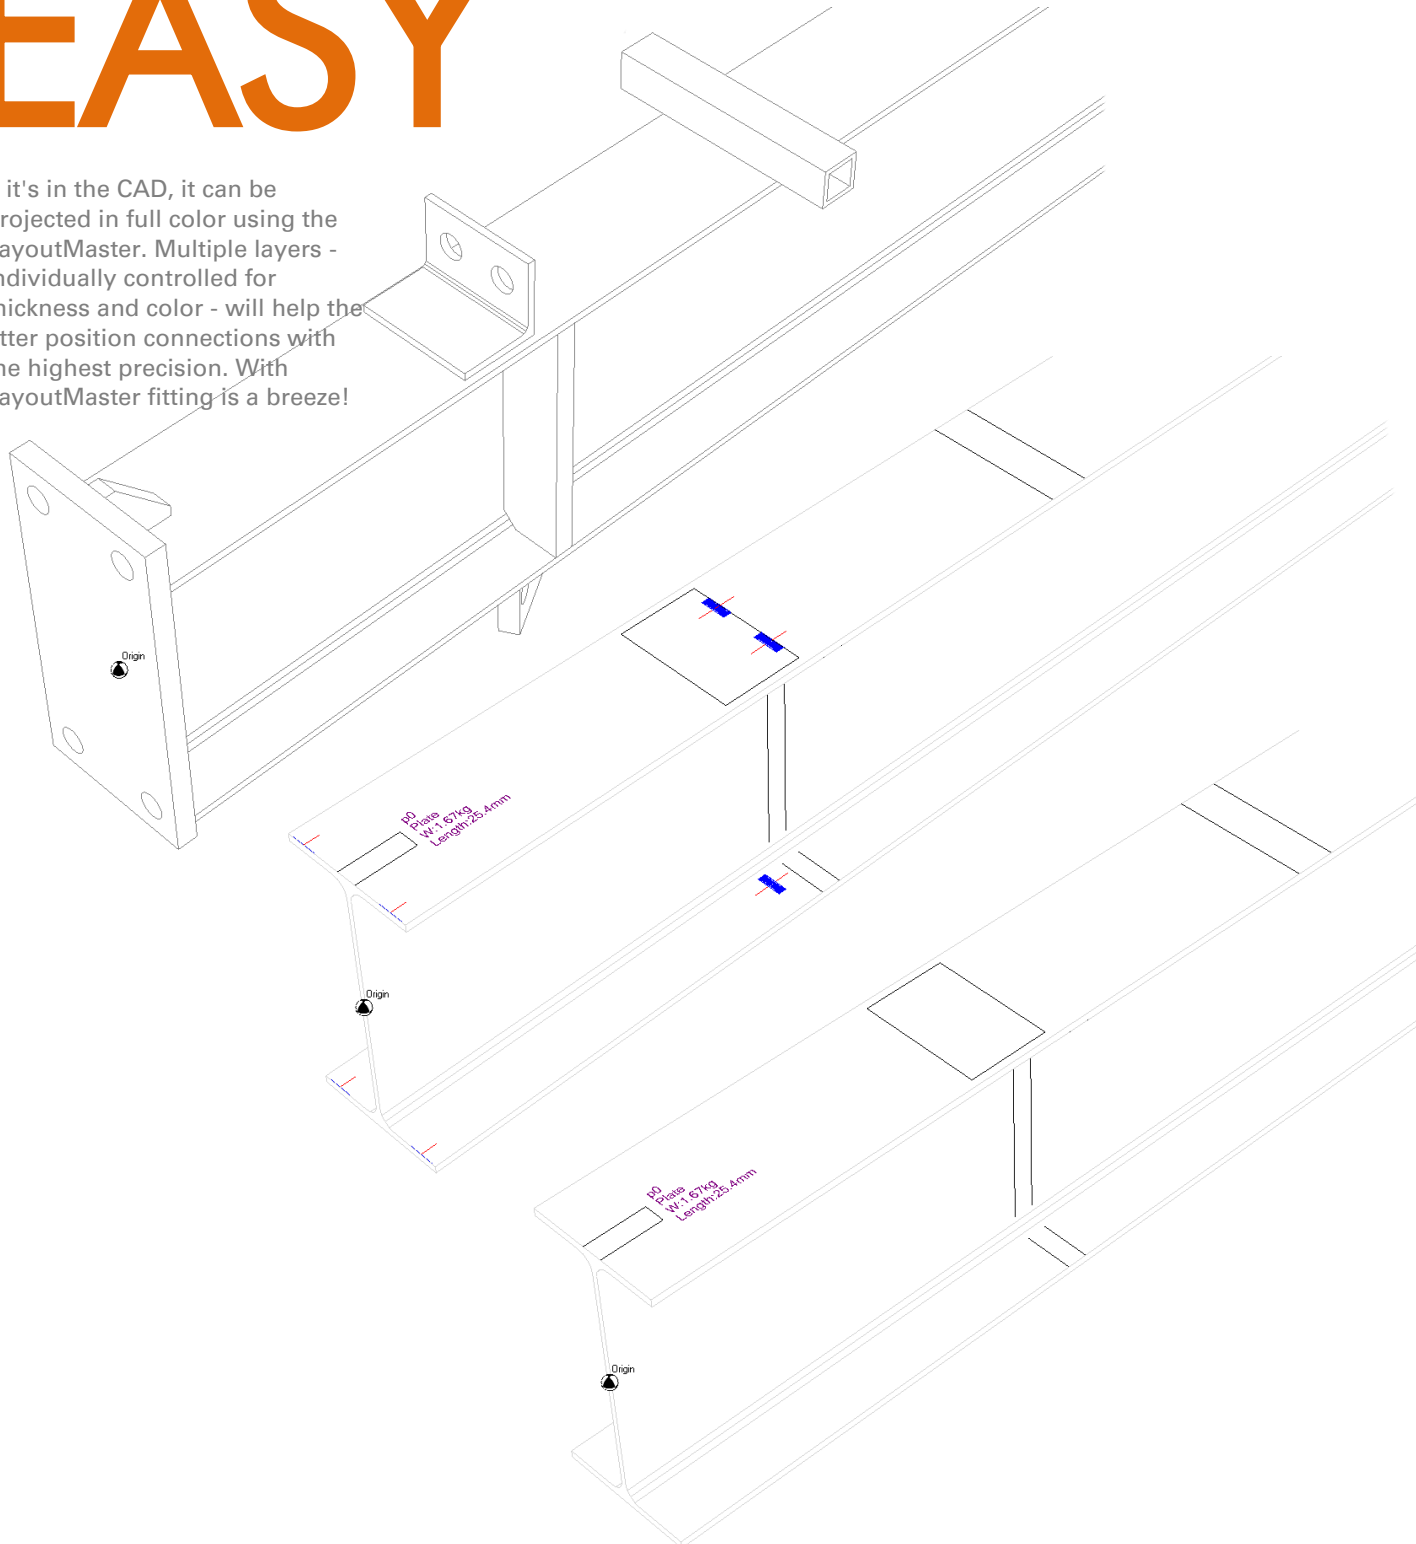 EASY
it's in the CAD, it can be
rojected in full color using the
ayoutMaster. Multiple layers -
ndividually controlled for
hickness and color - will help the
tter position connections with
he highest precision. With
ayoutMaster fitting is a breeze!
Origin
p0
Plate
W:1.67kg
Length:25.4mm
Origin
p0
Plate
W:1.67kg
Length:25.4mm
Origin